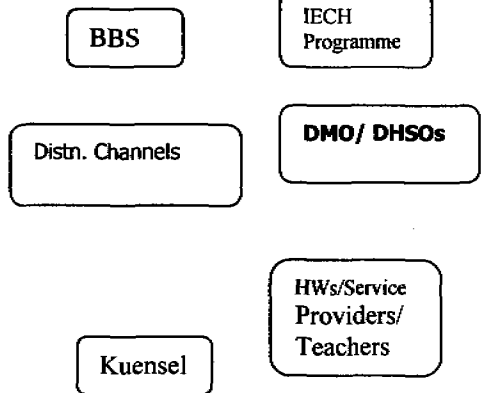 BBS
IECH
Programme
Distn. Channels
DMO/ DHSOs
HWs/Service
Providers/
Teachers
Kuensel